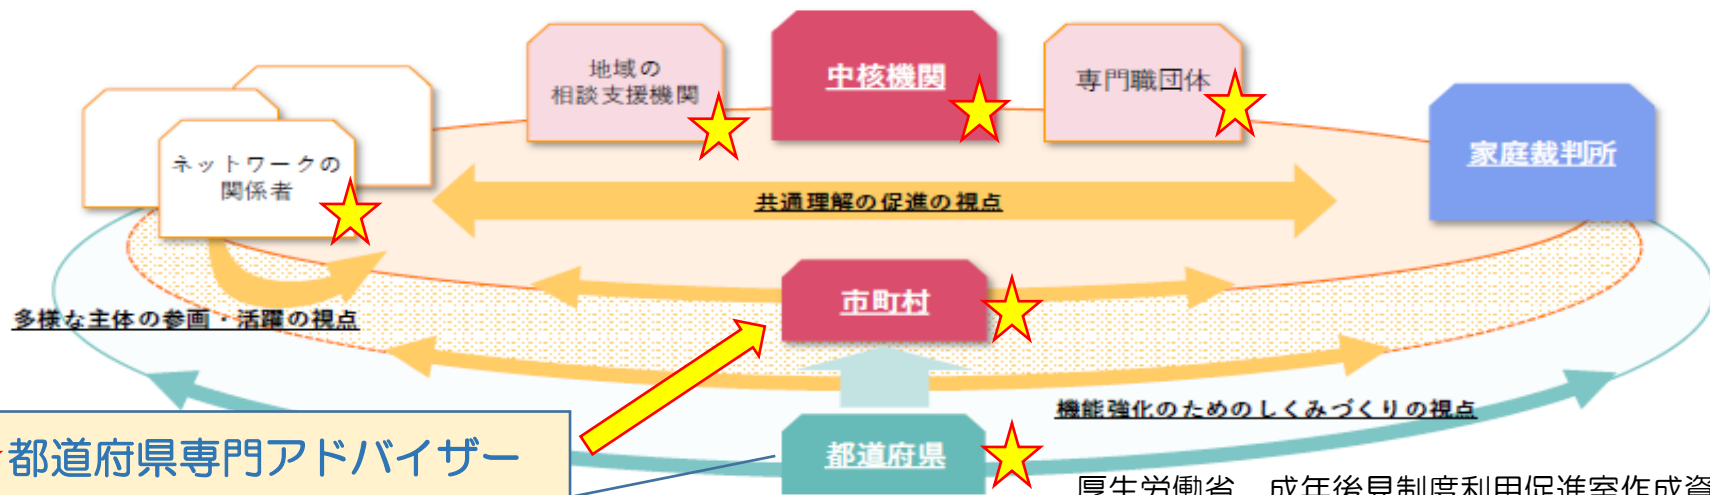 地域の
相談支援機関
中核機関
専門職団体
家庭裁判所
ネットワークの
関係者
共通理解の促進の視点
市町村
多様な主体の参画・活躍の視点
機能強化のためのしくみづくりの視点
都道府県専門アドバイザー
都道府県
厚生労働省 成年後見制度利用促進室作成資